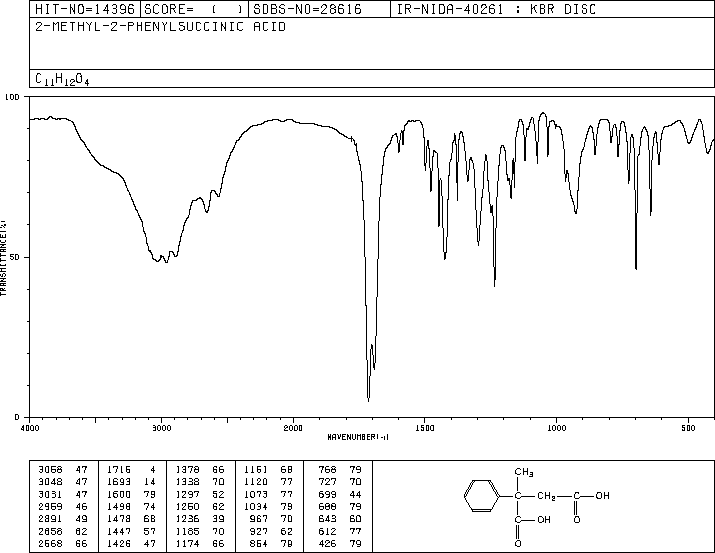 HIT-NO=14396 SCORE= ( ) SDBS-NO=28616 IR-NIDA-40261 : KBR DISC
2-METHYL-2-PHENYLSUCCINIC ACID
C11H12O4
100
50
0
TRANSMITTANCE(%)
4000 3000 2000 1500 1000 500
WAVENUMBER(-1)
3068 47 1716 4 1378 66 1161 68 768 79
3048 47 1693 14 1338 70 1120 77 727 70
3031 47 1600 79 1297 52 1073 77 699 44
2969 46 1498 74 1250 62 1034 79 688 79
2891 49 1478 68 1236 39 967 70 643 60
2658 62 1447 57 1185 70 927 62 612 77
2568 66 1426 47 1174 66 854 79 426 79
CH3
C CH2 C OH
C OH O
O